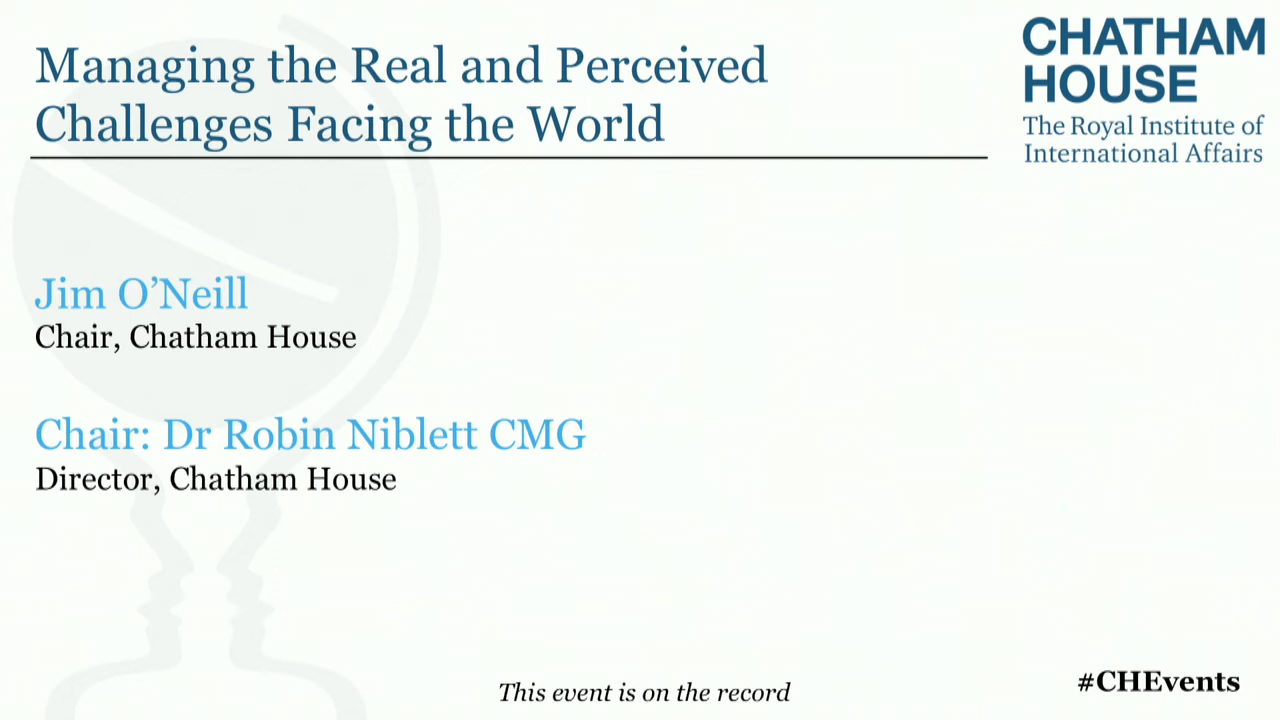 Managing the Real and Perceived
Challenges Facing the World
CHATHAM
HOUSE
The Royal Institute of
International Affairs
Jim O’Neill
Chair, Chatham House
Chair: Dr Robin Niblett CMG
Director, Chatham House
This event is on the record
#CHEvents